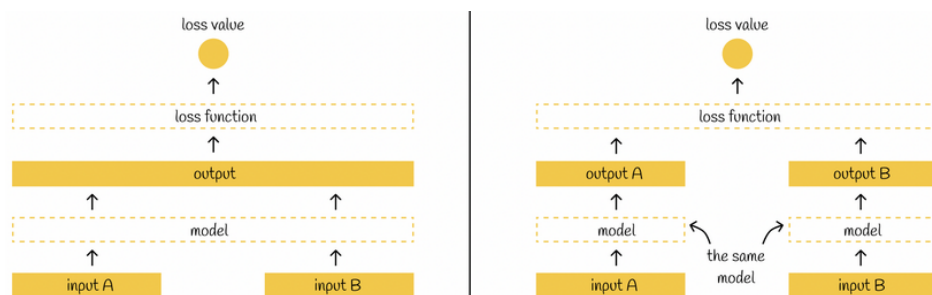 loss value
loss function
output
model
input A
input B
loss value
loss function
output A
output B
model
model
the same
model
input A
input B